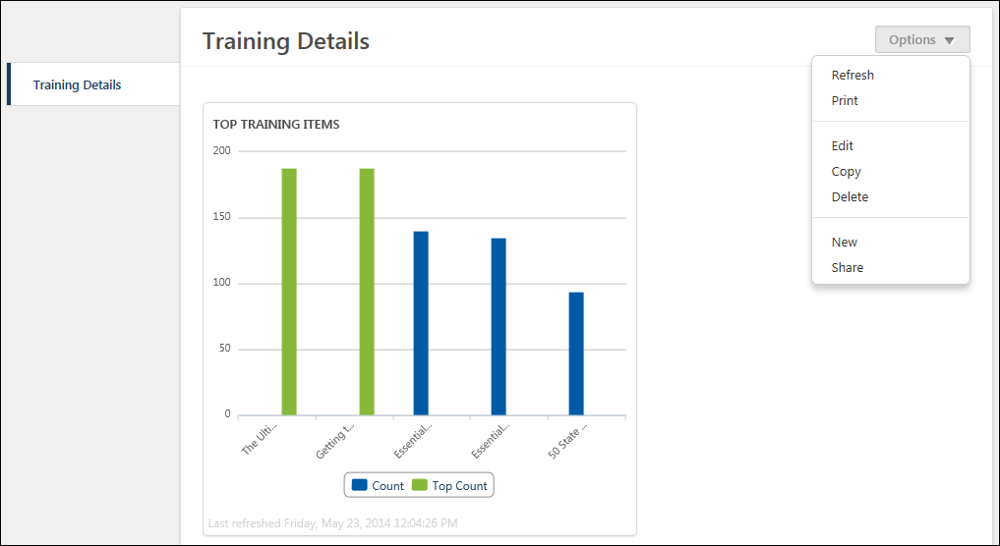 Training Details
Options
Training Details
Refresh
Print
Edit
Copy
Delete
New
Share
TOP TRAINING ITEMS
200
150
100
50
0
The Ulti...
Getting t...
Essential...
Essential...
50 State ...
Count
Top Count
Last refreshed Friday, May 23, 2014 12:04:26 PM